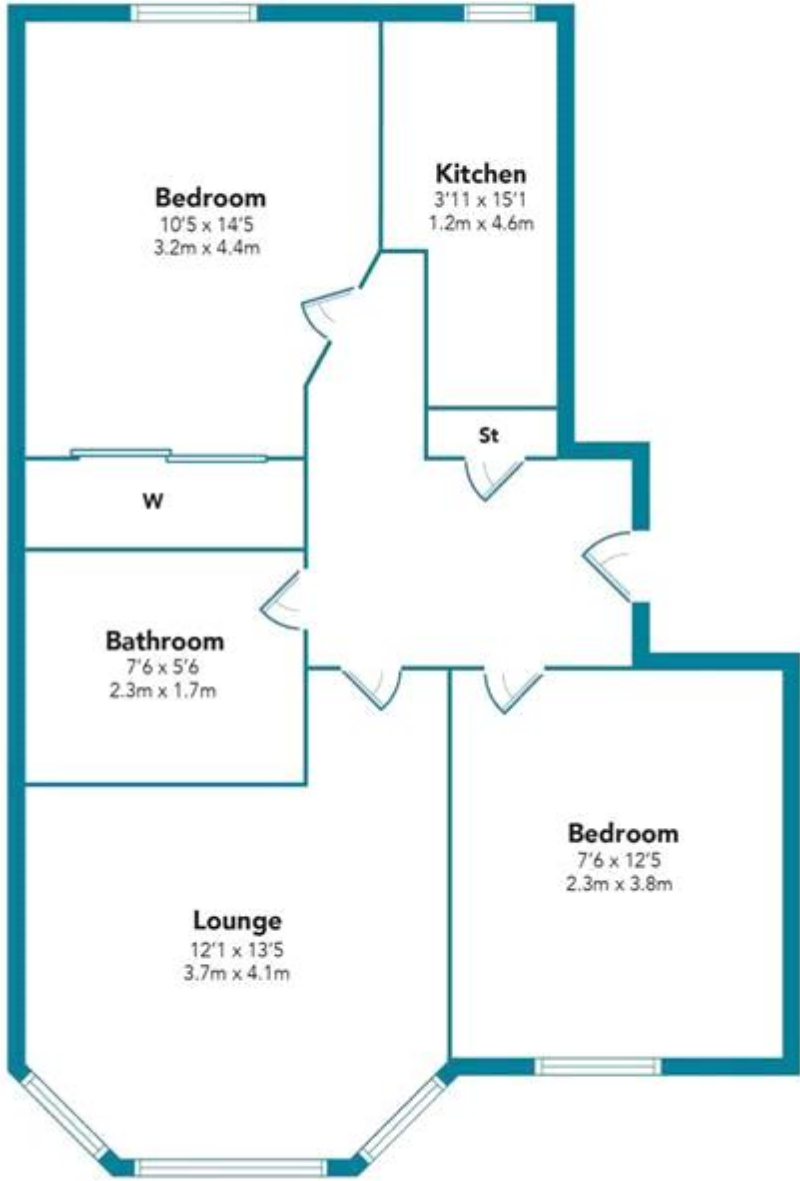 Bedroom
10'5 x 14'5
3.2m x 4.4m
Kitchen
3'11 x 15'1
1.2m x 4.6m
St
W
Bathroom
7'6 x 5'6
2.3m x 1.7m
Lounge
12'1 x 13'5
3.7m x 4.1m
Bedroom
7'6 x 12'5
2.3m x 3.8m